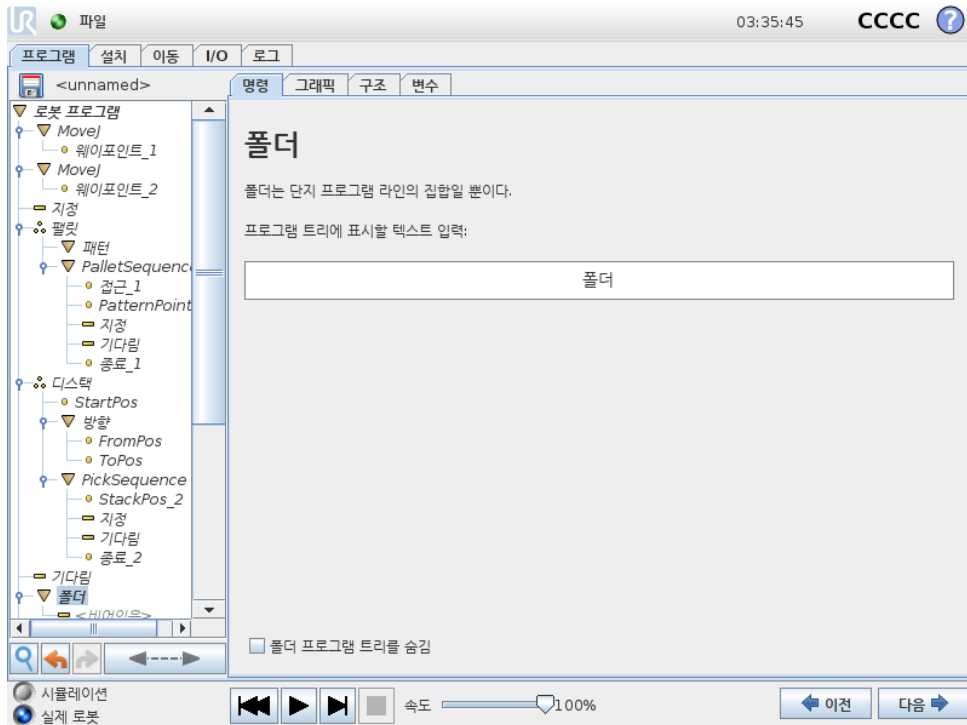 UR 파일 03:35:45 CCCC ?
프로그램 설치 이동 I/O 로그
<unnamed>
명령 그래픽 구조 변수
로봇 프로그램
MoveJ
웨이포인트_1
MoveJ
웨이포인트_2
지정
팰릿
패턴
PalletSequence
접근_1
PatternPoint
지정
기다림
종료_1
디스택
StartPos
방향
FromPos
ToPos
PickSequence
StackPos_2
지정
기다림
종료_2
기다림
폴더
<비어있음>
폴더
폴더는 단지 프로그램 라인의 집합일 뿐이다.
프로그램 트리에 표시할 텍스트 입력:
폴더
폴더 프로그램 트리를 숨김
시뮬레이션
실제 로봇
속도 100%
이전 다음